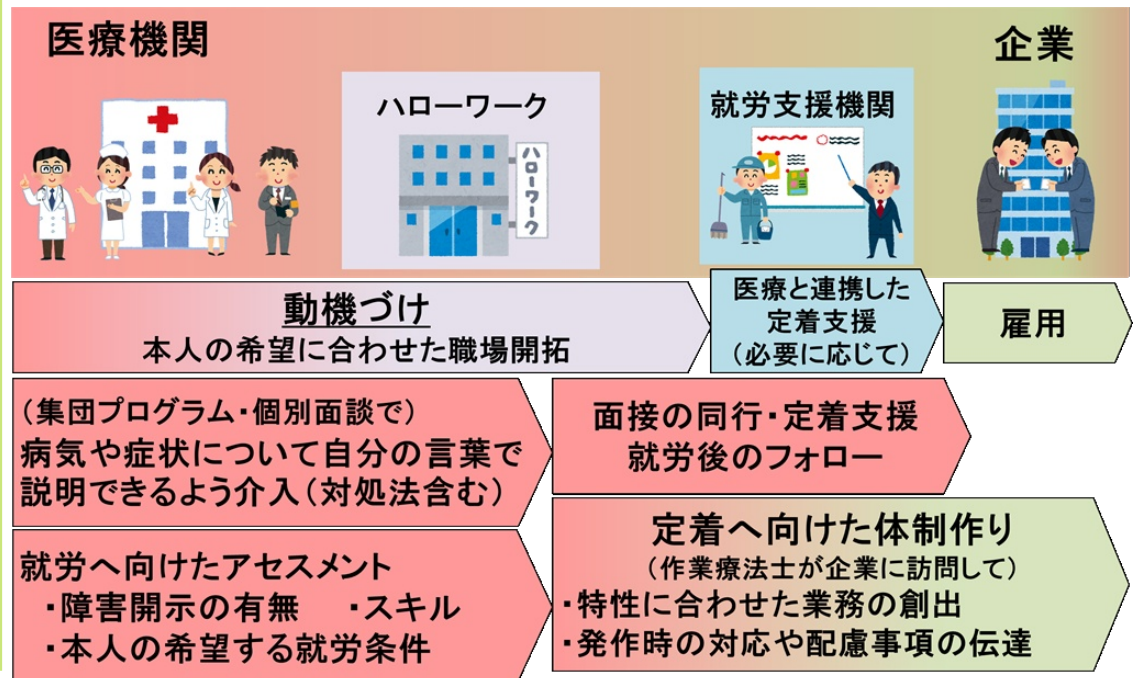 医療機関
ハローワーク
ハローワーク
就労支援機関
企業
動機づけ
本人の希望に合わせた職場開拓
医療と連携した
定着支援
（必要に応じて）
雇用
（集団プログラム・個別面談で）
病気や症状について自分の言葉で
説明できるよう介入（対処法含む）
面接の同行・定着支援
就労後のフォロー
就労へ向けたアセスメント
・障害開示の有無　・スキル
・本人の希望する就労条件
定着へ向けた体制作り
（作業療法士が企業に訪問して）
・特性に合わせた業務の創出
・発作時の対応や配慮事項の伝達